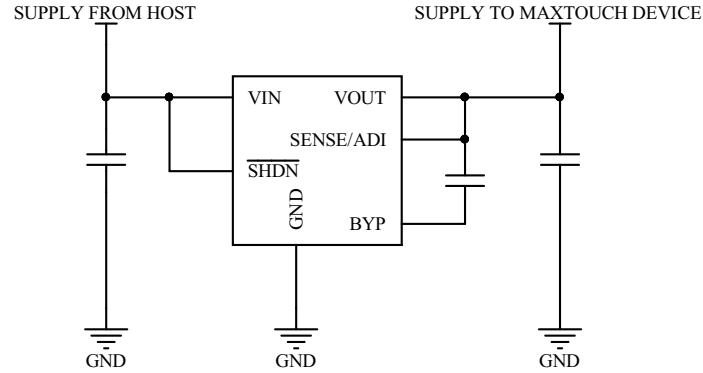 SUPPLY FROM HOST
SUPPLY TO MAXTOUCH DEVICE
VIN
VOUT
SENSE/ADI
SHDN
GND
BYP
GND
GND
GND